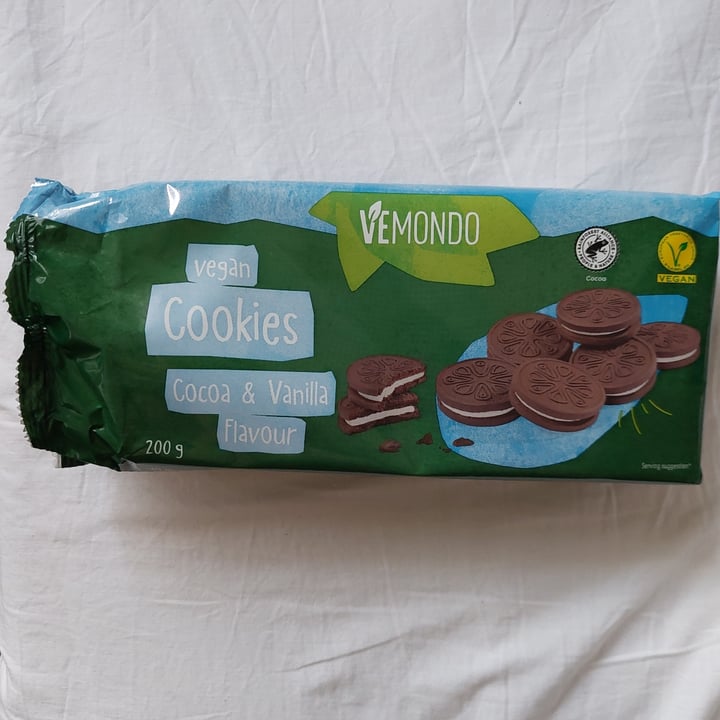 VEMONDO
vegan
Cookies
Cocoa & Vanilla
Flavour
200 g
Cocoa
VEGAN
Serving suggestion